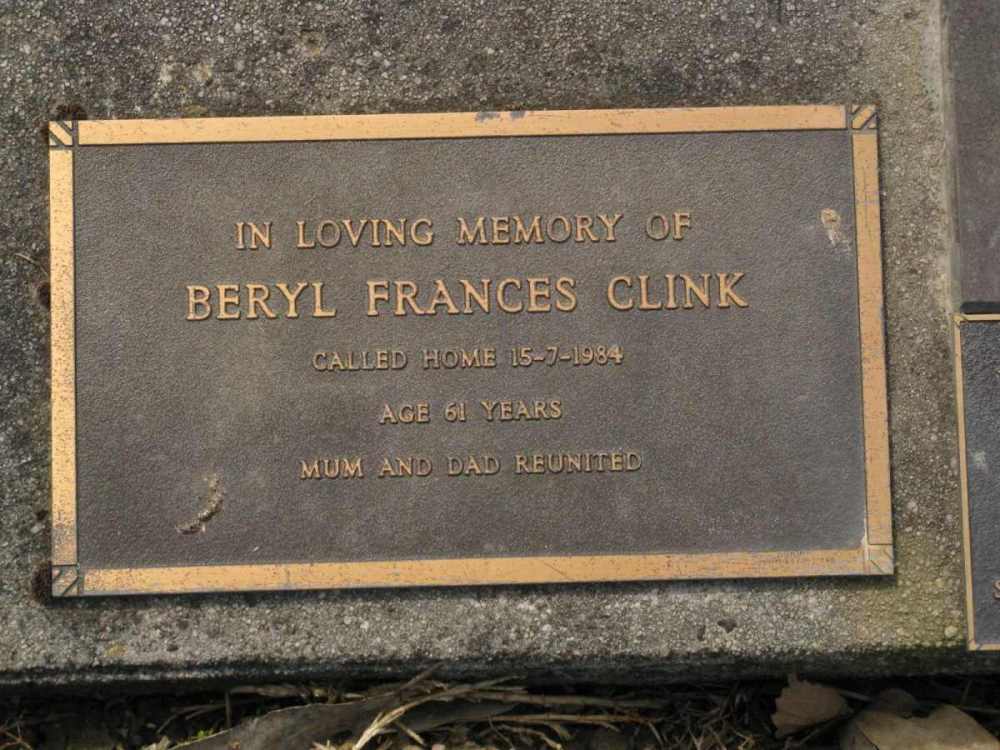 IN LOVING MEMORY OF
BERYL FRANCES CLINK
CALLED HOME 15-7-1984
AGE 61 YEARS
MUM AND DAD REUNITED